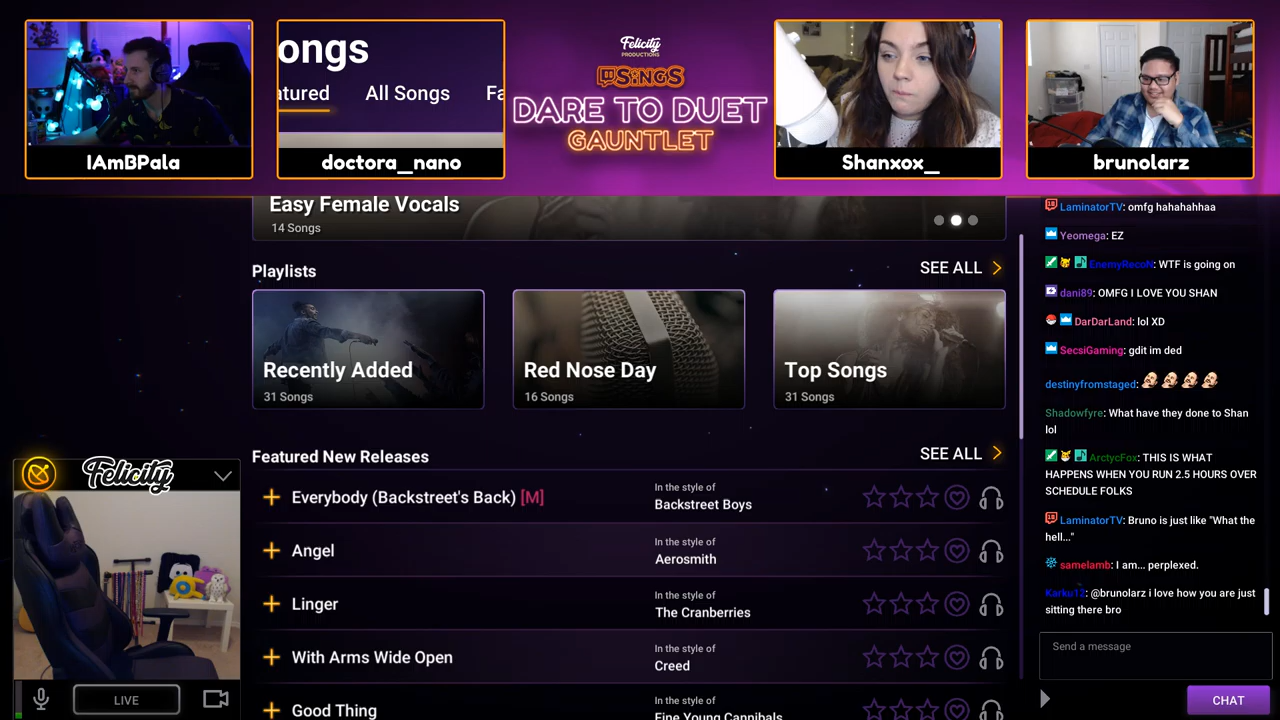 ongs
atured All Songs Fa
IAmBPala
doctora_nano
Felicity
PRODUCTIONS
SINGS
DARE TO DUET
GAUNTLET
Shanxox_
brunolarz
Easy Female Vocals
14 Songs
Playlists
SEE ALL
Recently Added
31 Songs
Red Nose Day
16 Songs
Top Songs
31 Songs
Featured New Releases
SEE ALL
Everybody (Backstreet's Back) [M]
In the style of
Backstreet Boys
Angel
In the style of
Aerosmith
Linger
In the style of
The Cranberries
With Arms Wide Open
In the style of
Creed
Good Thing
In the style of
Fine Young Cannibals
Felicity
LIVE
LaminatorTV: omfg hahahahhaa
Yeomega: EZ
EnemyRecoN: WTF is going on
dani89: OMFG I LOVE YOU SHAN
DarDarLand: lol XD
SecsiGaming: gdit im ded
destinyfromstaged:
Shadowfyre: What have they done to Shan
lol
ArctycFox: THIS IS WHAT
HAPPENS WHEN YOU RUN 2.5 HOURS OVER
SCHEDULE FOLKS
LaminatorTV: Bruno is just like "What the
hell..."
samelamb: I am... perplexed.
Karku12: @brunolarz i love how you are just
sitting there bro
Send a message
CHAT